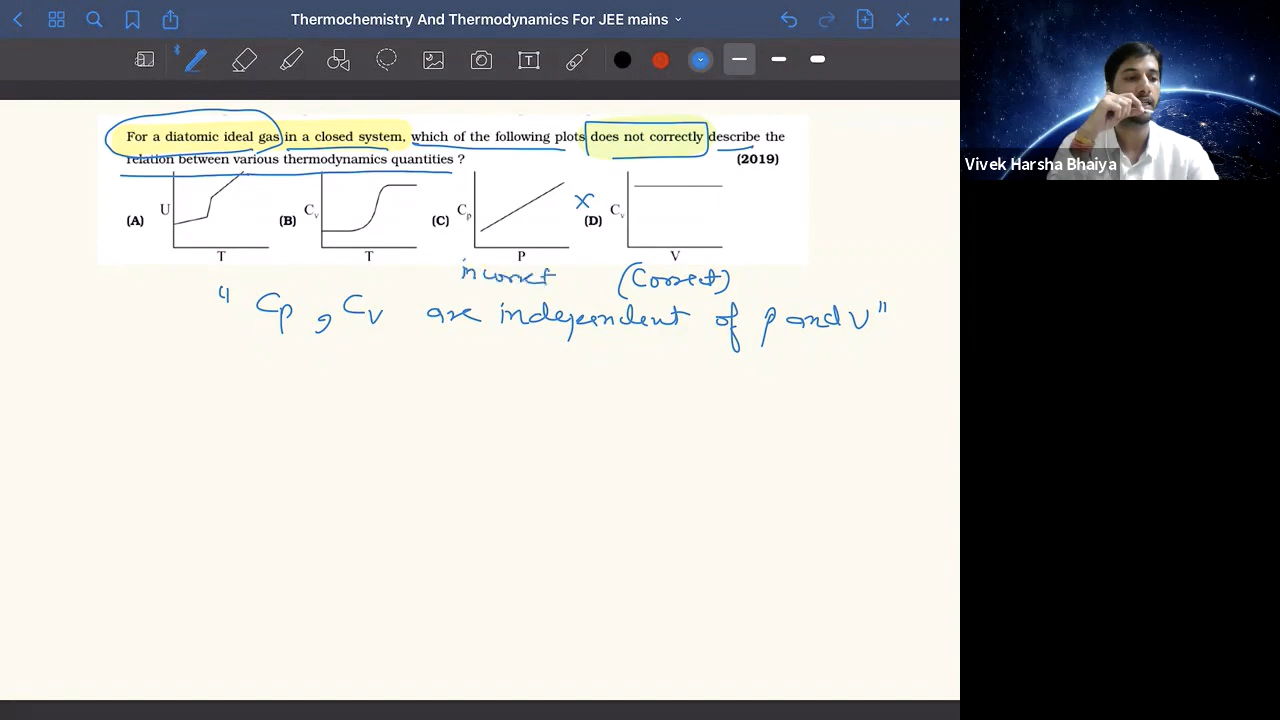 Thermochemistry And Thermodynamics For JEE mains
T
Vivek Harsha Bhaiya
For a diatomic ideal gas in a closed system, which of the following plots does not correctly describe the
relation between various thermodynamics quantities ? (2019)
(A) U T
(B) Cv T
(C) Cp P
X
(D) Cv V
incorrect (Correct)
" Cp , Cv are independent of p and V "